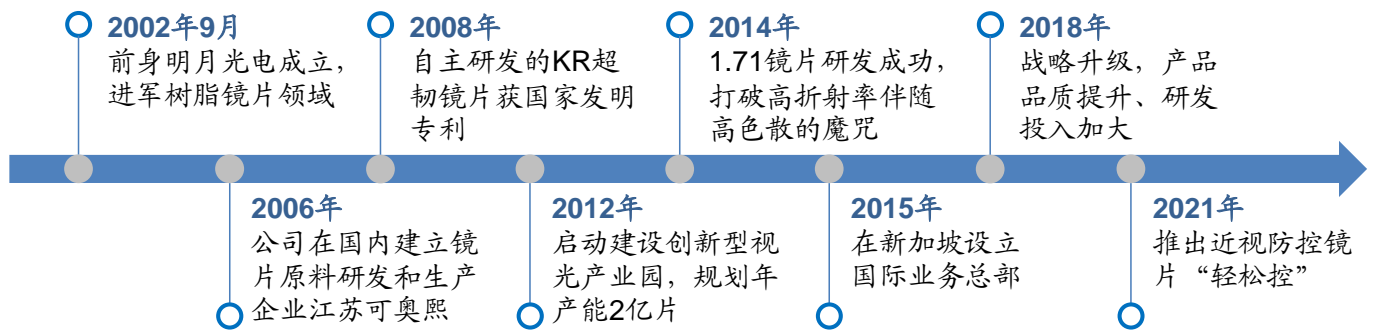 2002年9月
前身明月光电成立，
进军树脂镜片领域
2008年
自主研发的KR超
韧镜片获国家发明
专利
2014年
1.71镜片研发成功，
打破高折射率伴随
高色散的魔咒
2018年
战略升级，产品
品质提升、研发
投入加大
2006年
公司在国内建立镜
片原料研发和生产
企业江苏可奥熙
2012年
启动建设创新型视
光产业园，规划年
产能2亿片
2015年
在新加坡设立
国际业务总部
2021年
推出近视防控镜
片“轻松控”